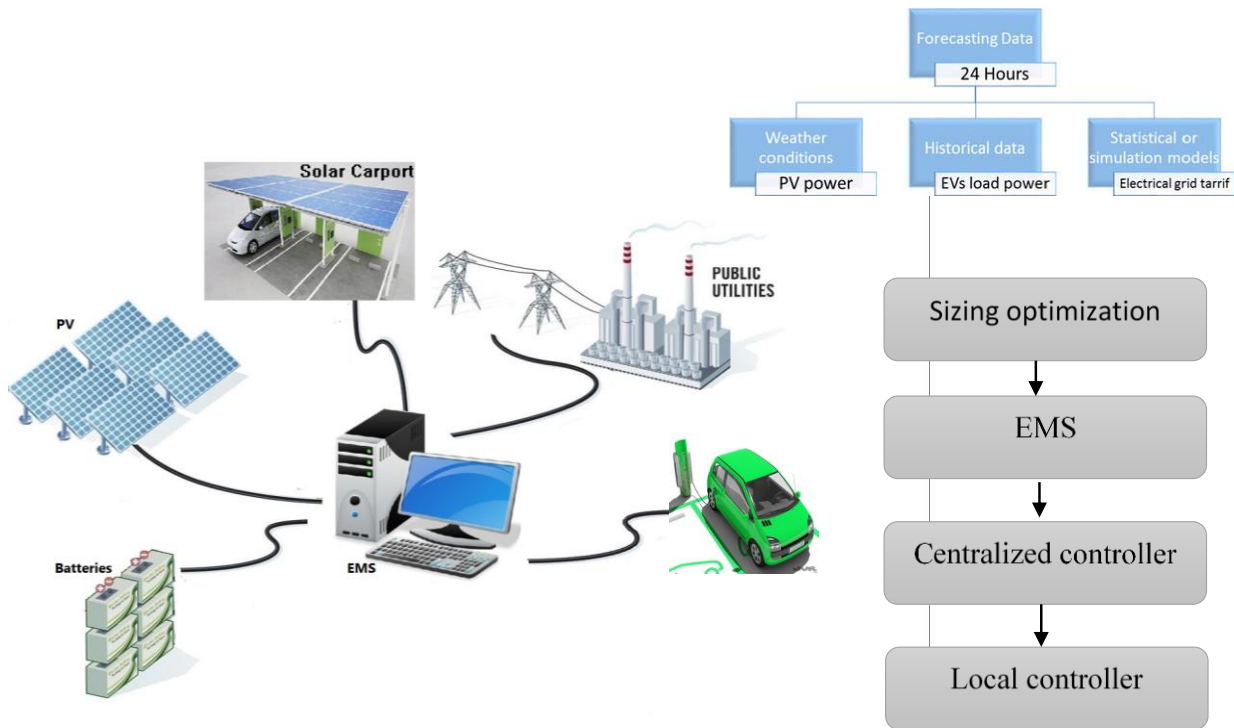 Solar Carport
PUBLIC
UTILITIES
PV
Batteries
EMS
Forecasting Data
24 Hours
Weather
conditions
PV power
Historical data
EVs load power
Statistical or
simulation models
Electrical grid tarrif
Sizing optimization
EMS
Centralized controller
Local controller